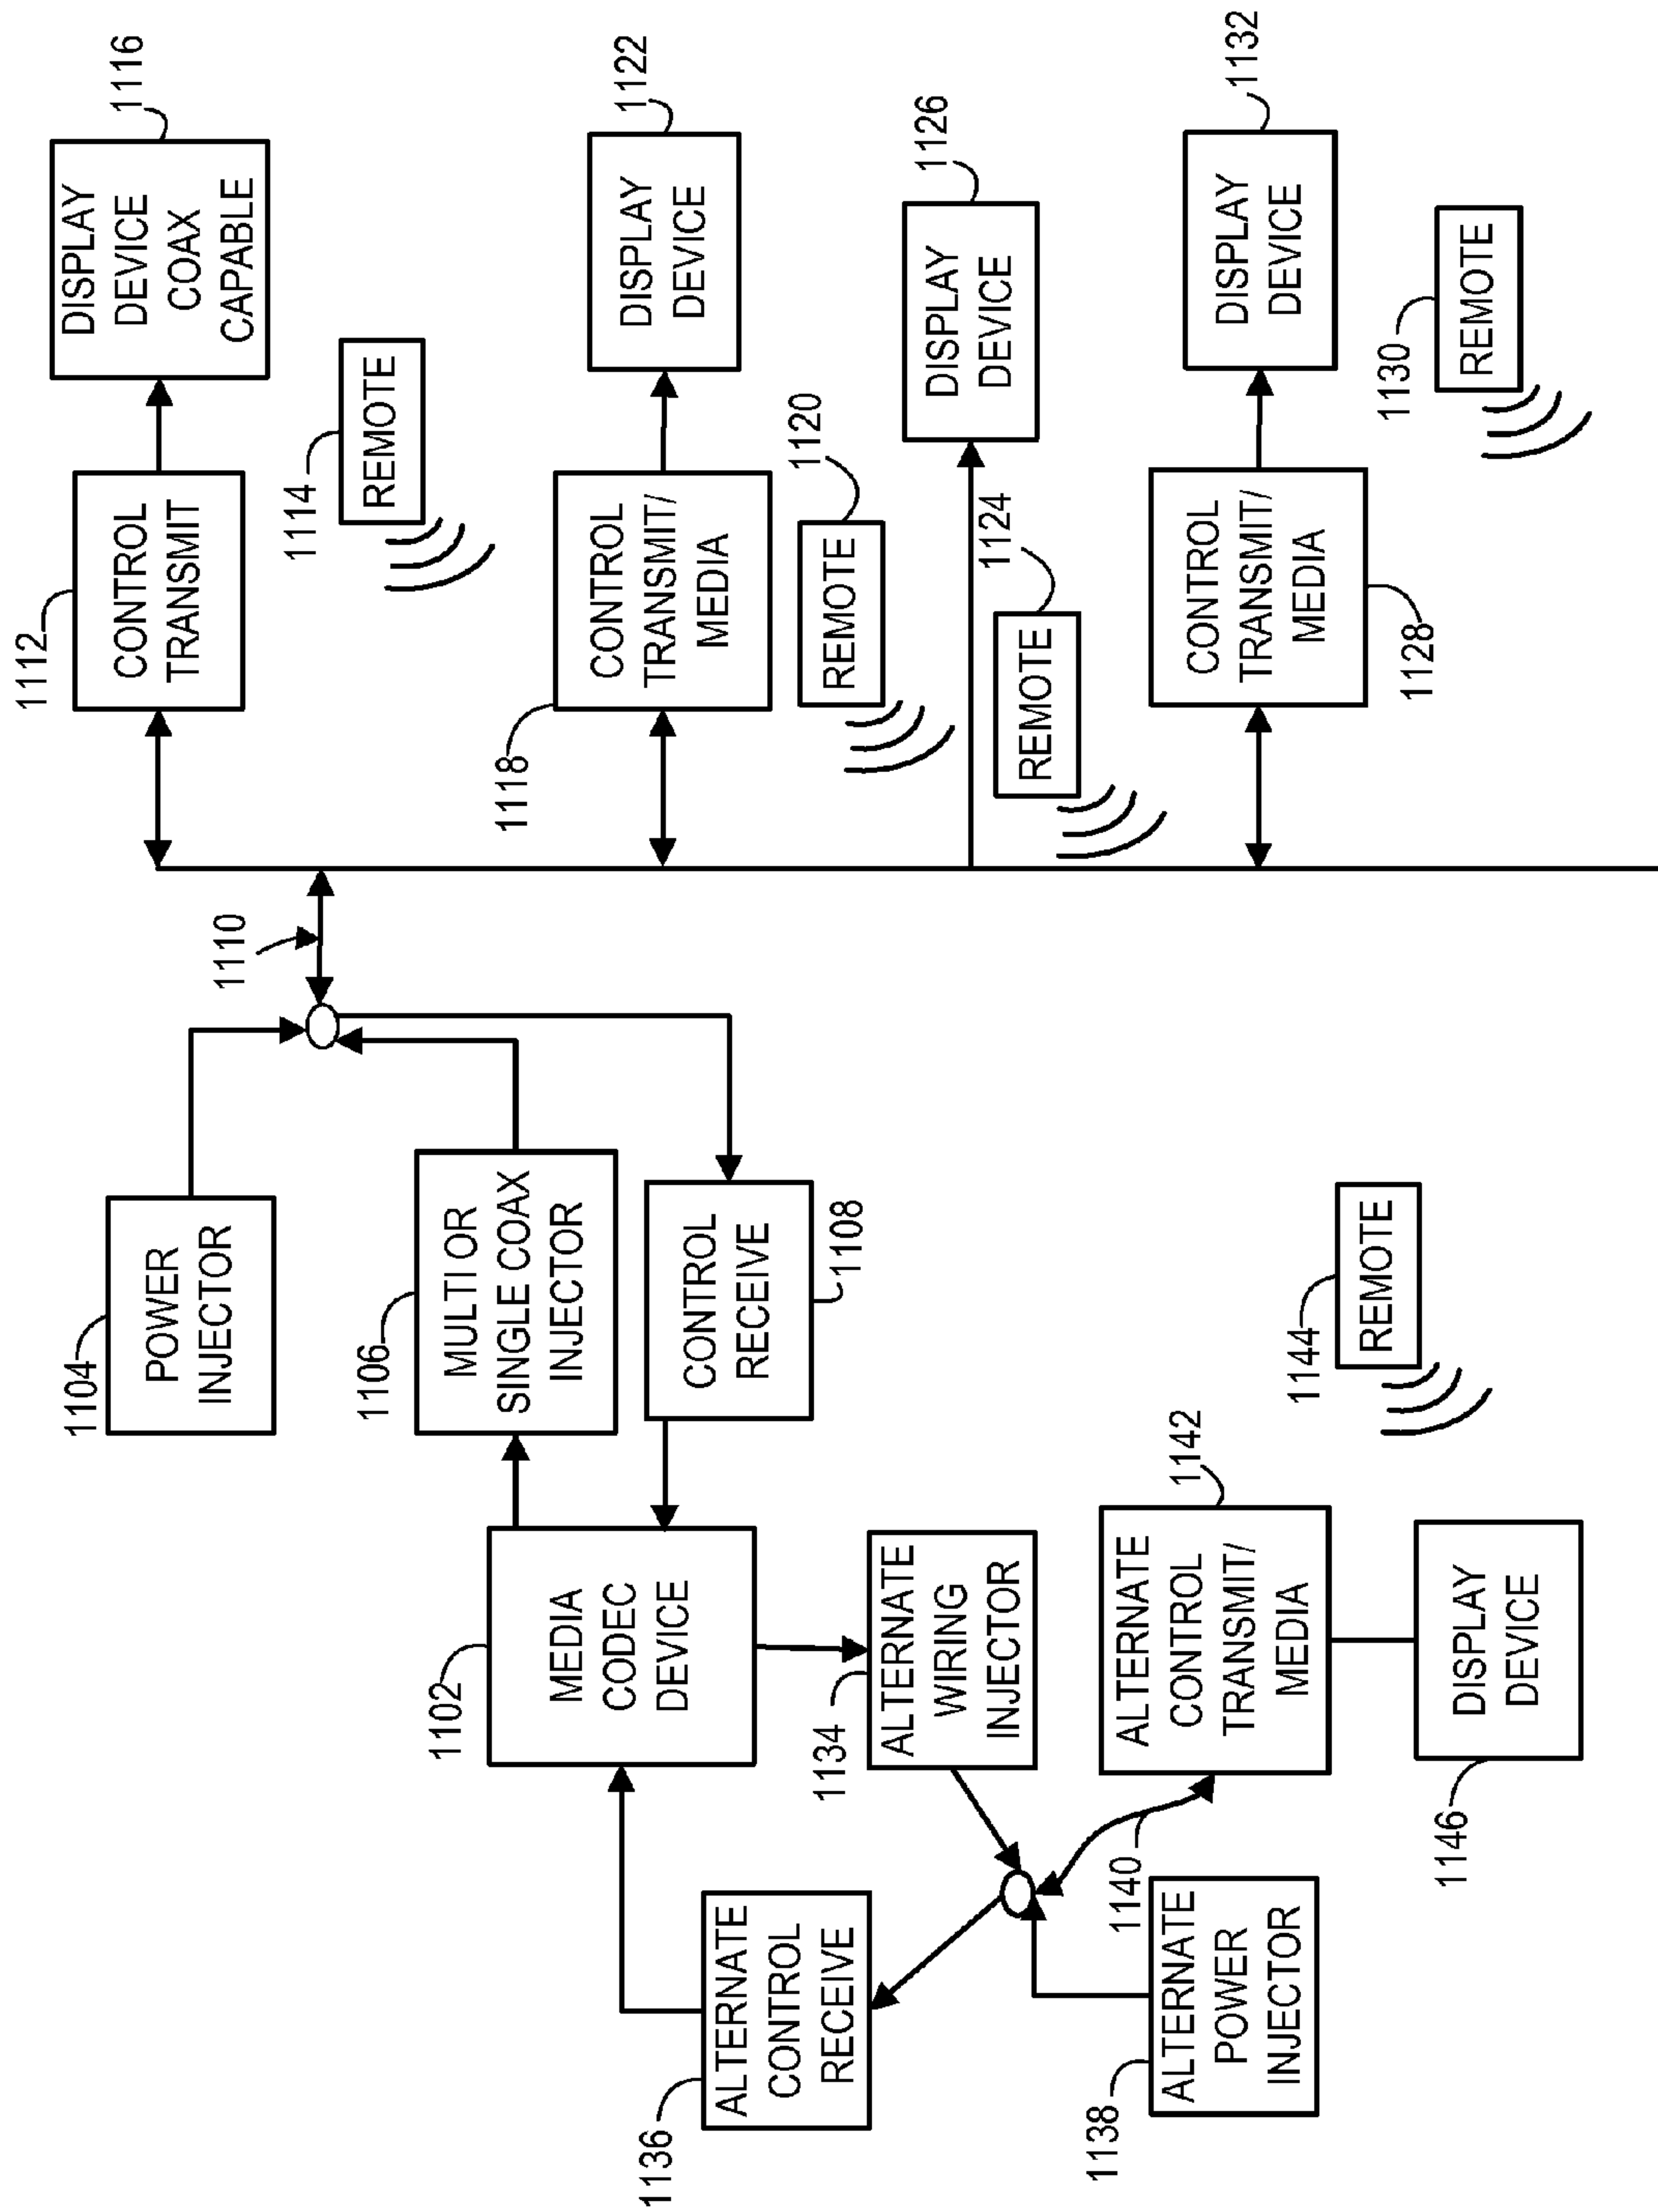 1104
POWER
INJECTOR
1106
MULTI OR
SINGLE COAX
INJECTOR
CONTROL
RECEIVE
1108
1102
MEDIA
CODEC
DEVICE
1110
1112
CONTROL
TRANSMIT
1114
REMOTE
DISPLAY
DEVICE
COAX
CAPABLE
1116
1118
CONTROL
TRANSMIT/
MEDIA
1120
REMOTE
DISPLAY
DEVICE
1122
1124
REMOTE
DISPLAY
DEVICE
1126
CONTROL
TRANSMIT/
MEDIA
1128
1130
REMOTE
DISPLAY
DEVICE
1132
1134
ALTERNATE
WIRING
INJECTOR
1136
ALTERNATE
CONTROL
RECEIVE
1138
ALTERNATE
POWER
INJECTOR
1140
ALTERNATE
CONTROL
TRANSMIT/
MEDIA
1142
1144
REMOTE
1146
DISPLAY
DEVICE